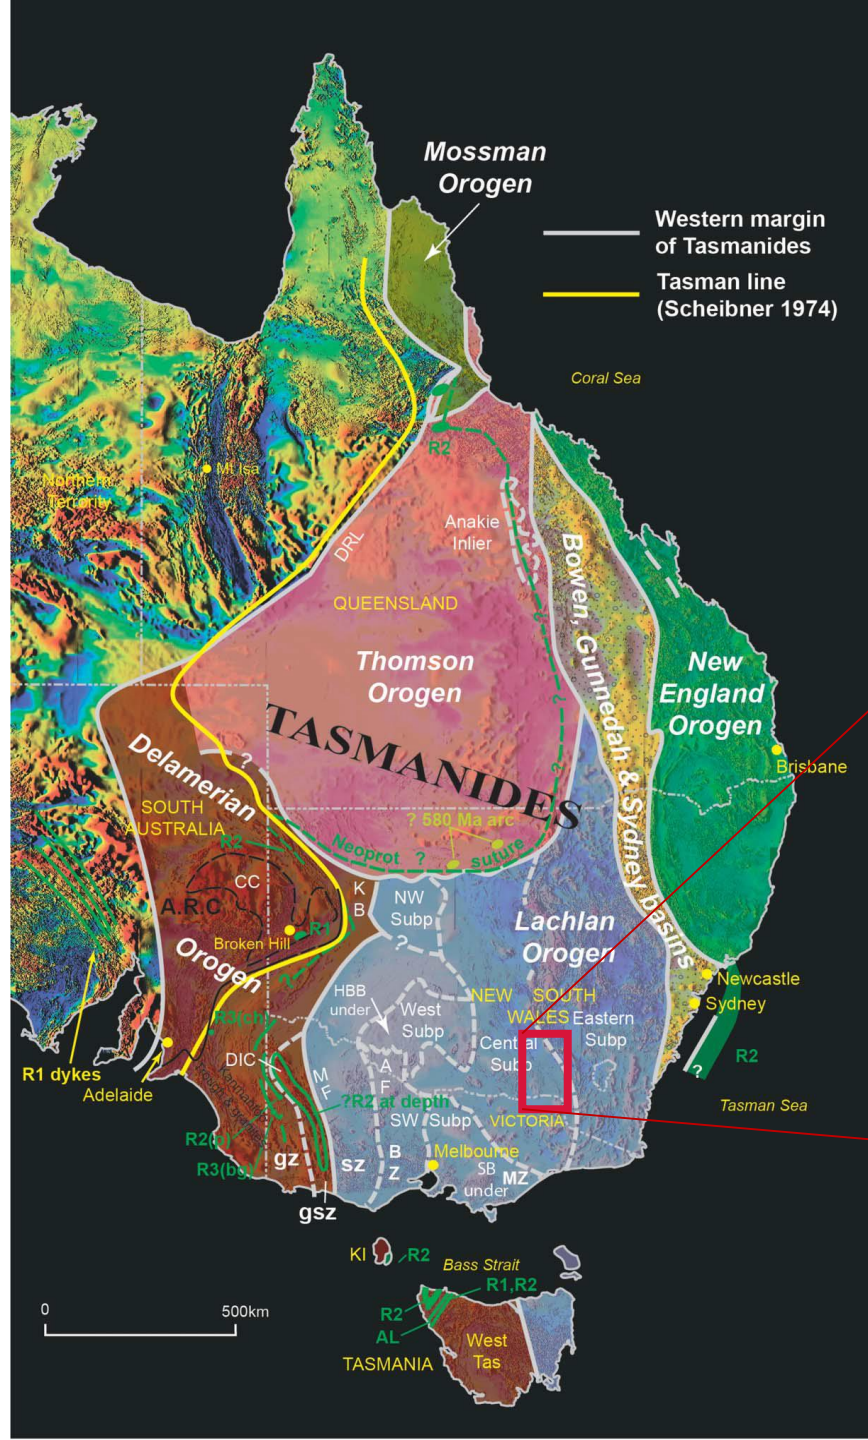 Mossman
Orogen
Western margin
of Tasmanides
Tasman line
(Scheibner 1974)
Coral Sea
R2
Mt Isa
Northern
Terrority
Anakie
Inlier
DRL
Bowen, Gunnedah & Sydney basins
QUEENSLAND
Thomson
Orogen
New
England
Orogen
TASMANIDES
Brisbane
Delamerian
Orogen
?
?
?
?
SOUTH
AUSTRALIA
? 580 Ma arc
R2
Neoprot ? suture
CC
A.R.C
K
B
NW
Subp
?
Lachlan
Orogen
Broken Hill
R1
?
Newcastle
Sydney
HBB
under
West
Subp
NEW SOUTH
WALES
Eastern
Subp
Central
Subp
R3(ch)
DIC
M
F
A
F
R1 dykes
Adelaide
?R2 at depth
SW Subp
VICTORIA
R2
?
Tasman Sea
R2(p)
R3(bg)
gz
sz
B
Z
Melbourne
SB
under
MZ
gsz
KI
R2
Bass Strait
R1,R2
R2
AL
0
500km
TASMANIA
West
Tas